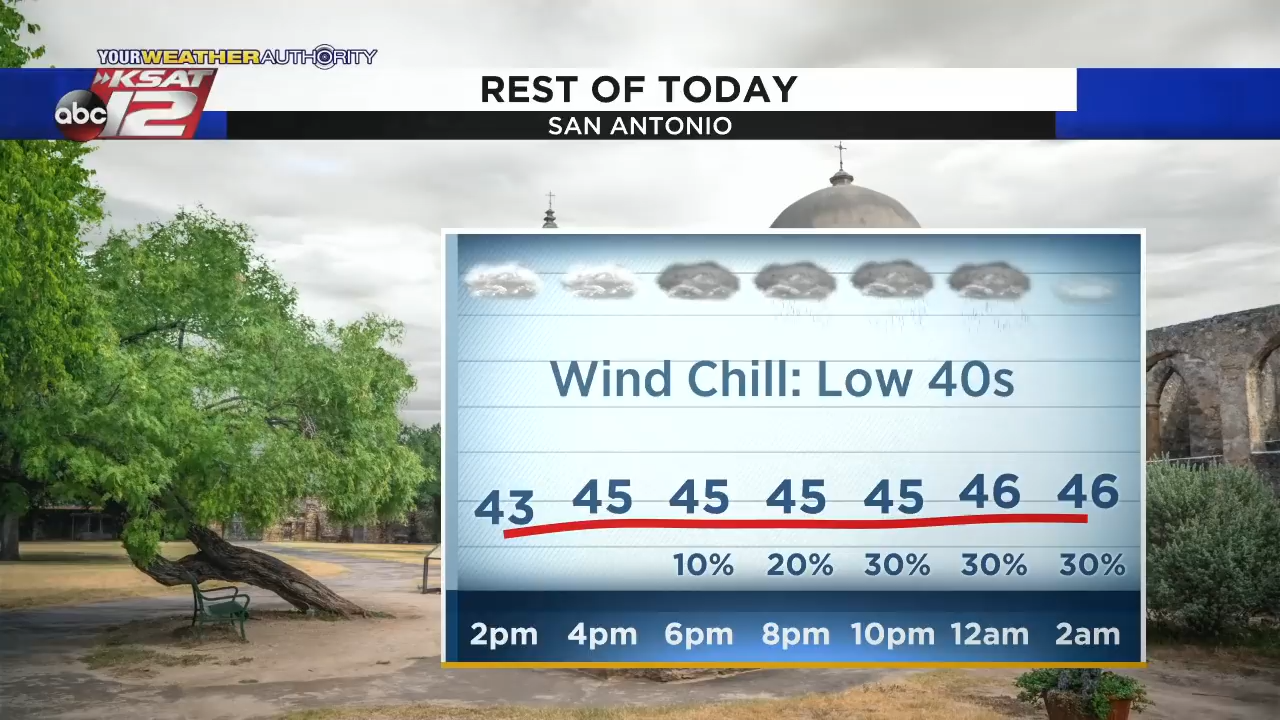 YOURWEATHERAUTHORITY
KSAT
abc 12
REST OF TODAY
SAN ANTONIO
Wind Chill: Low 40s
43 45 45 45 45 46 46
10% 20% 30% 30% 30%
2pm 4pm 6pm 8pm 10pm 12am 2am